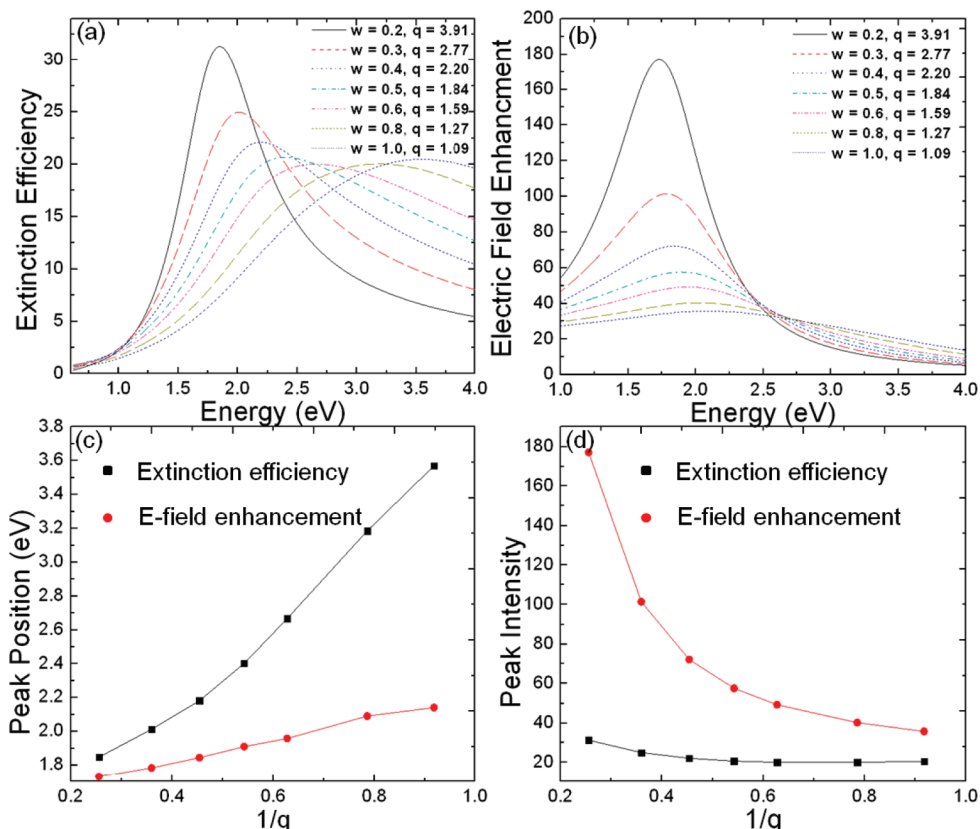 (a)
w = 0.2, q = 3.91
w = 0.3, q = 2.77
w = 0.4, q = 2.20
w = 0.5, q = 1.84
w = 0.6, q = 1.59
w = 0.8, q = 1.27
w = 1.0, q = 1.09
Extinction Efficiency
30
25
20
15
10
5
0
1.0 1.5 2.0 2.5 3.0 3.5 4.0
Energy (eV)
(b)
w = 0.2, q = 3.91
w = 0.3, q = 2.77
w = 0.4, q = 2.20
w = 0.5, q = 1.84
w = 0.6, q = 1.59
w = 0.8, q = 1.27
w = 1.0, q = 1.09
Electric Field Enhancment
200
180
160
140
120
100
80
60
40
20
0
1.0 1.5 2.0 2.5 3.0 3.5 4.0
Energy (eV)
(c)
Extinction efficiency
E-field enhancement
Peak Position (eV)
3.8
3.6
3.4
3.2
3.0
2.8
2.6
2.4
2.2
2.0
1.8
0.2 0.4 0.6 0.8 1.0
1/q
(d)
Extinction efficiency
E-field enhancement
Peak Intensity
180
160
140
120
100
80
60
40
20
0.2 0.4 0.6 0.8 1.0
1/q